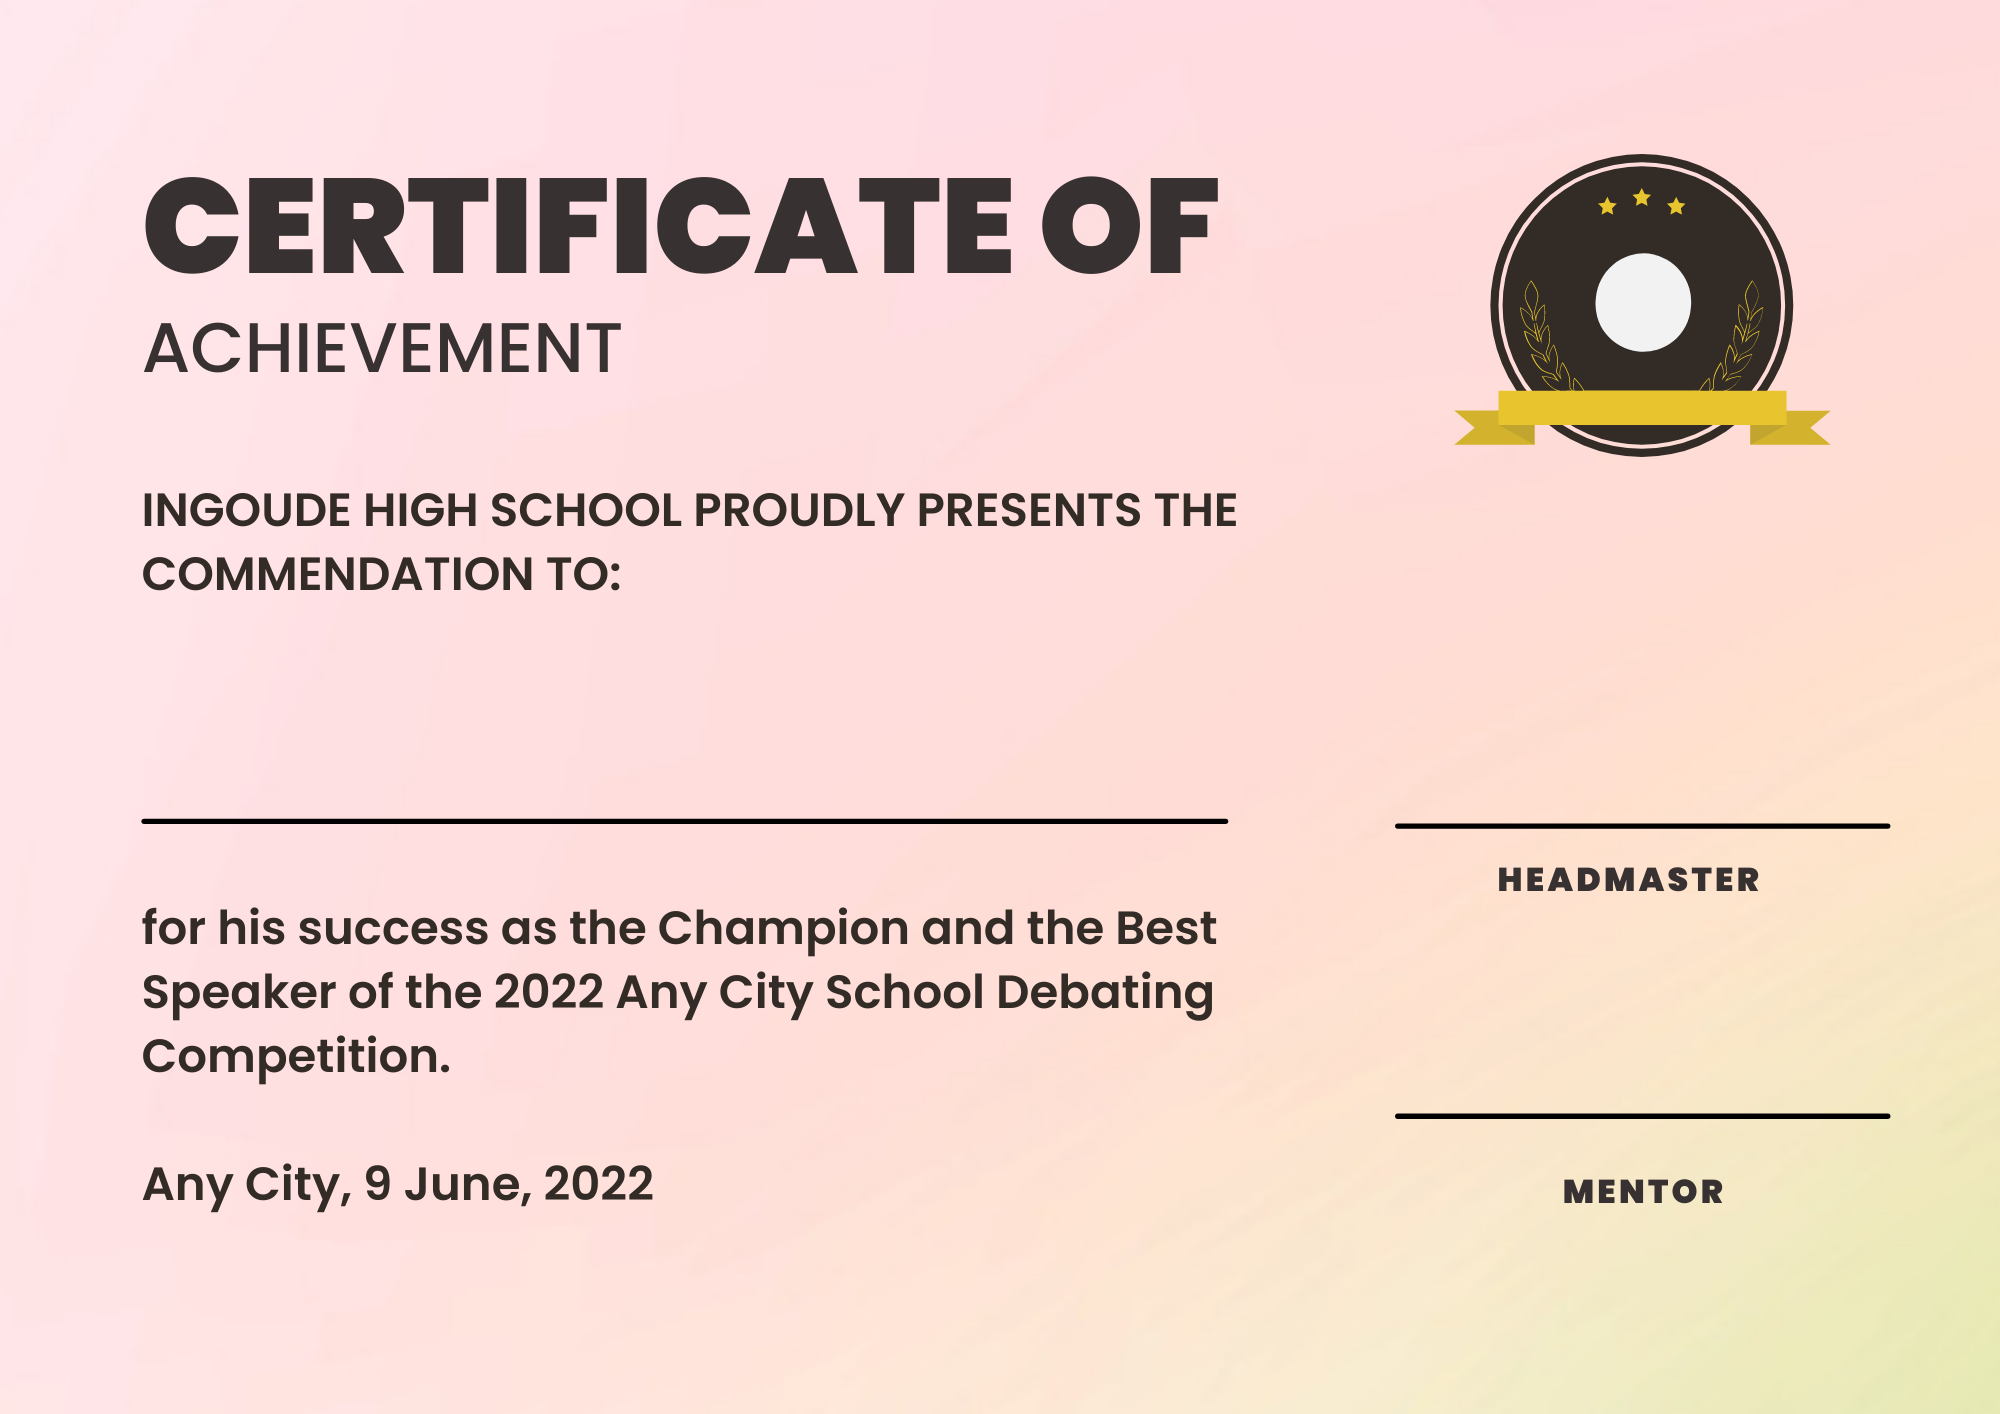 CERTIFICATE OF
ACHIEVEMENT
INGOUDE HIGH SCHOOL PROUDLY PRESENTS THE
COMMENDATION TO:
for his success as the Champion and the Best
Speaker of the 2022 Any City School Debating
Competition.
Any City, 9 June, 2022
HEADMASTER
MENTOR